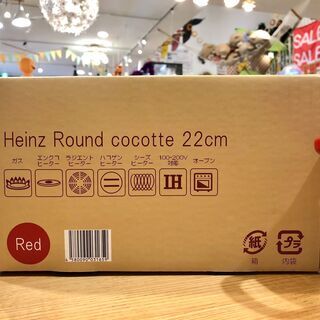 SALE
SALE
Heinz Round cocotte 22cm
ガス エンクロヒーター ラジエントヒーター ハロゲンヒーター シーズヒーター 100-200V対応 オーブン
IH
Red
紙 プラ
箱 内袋